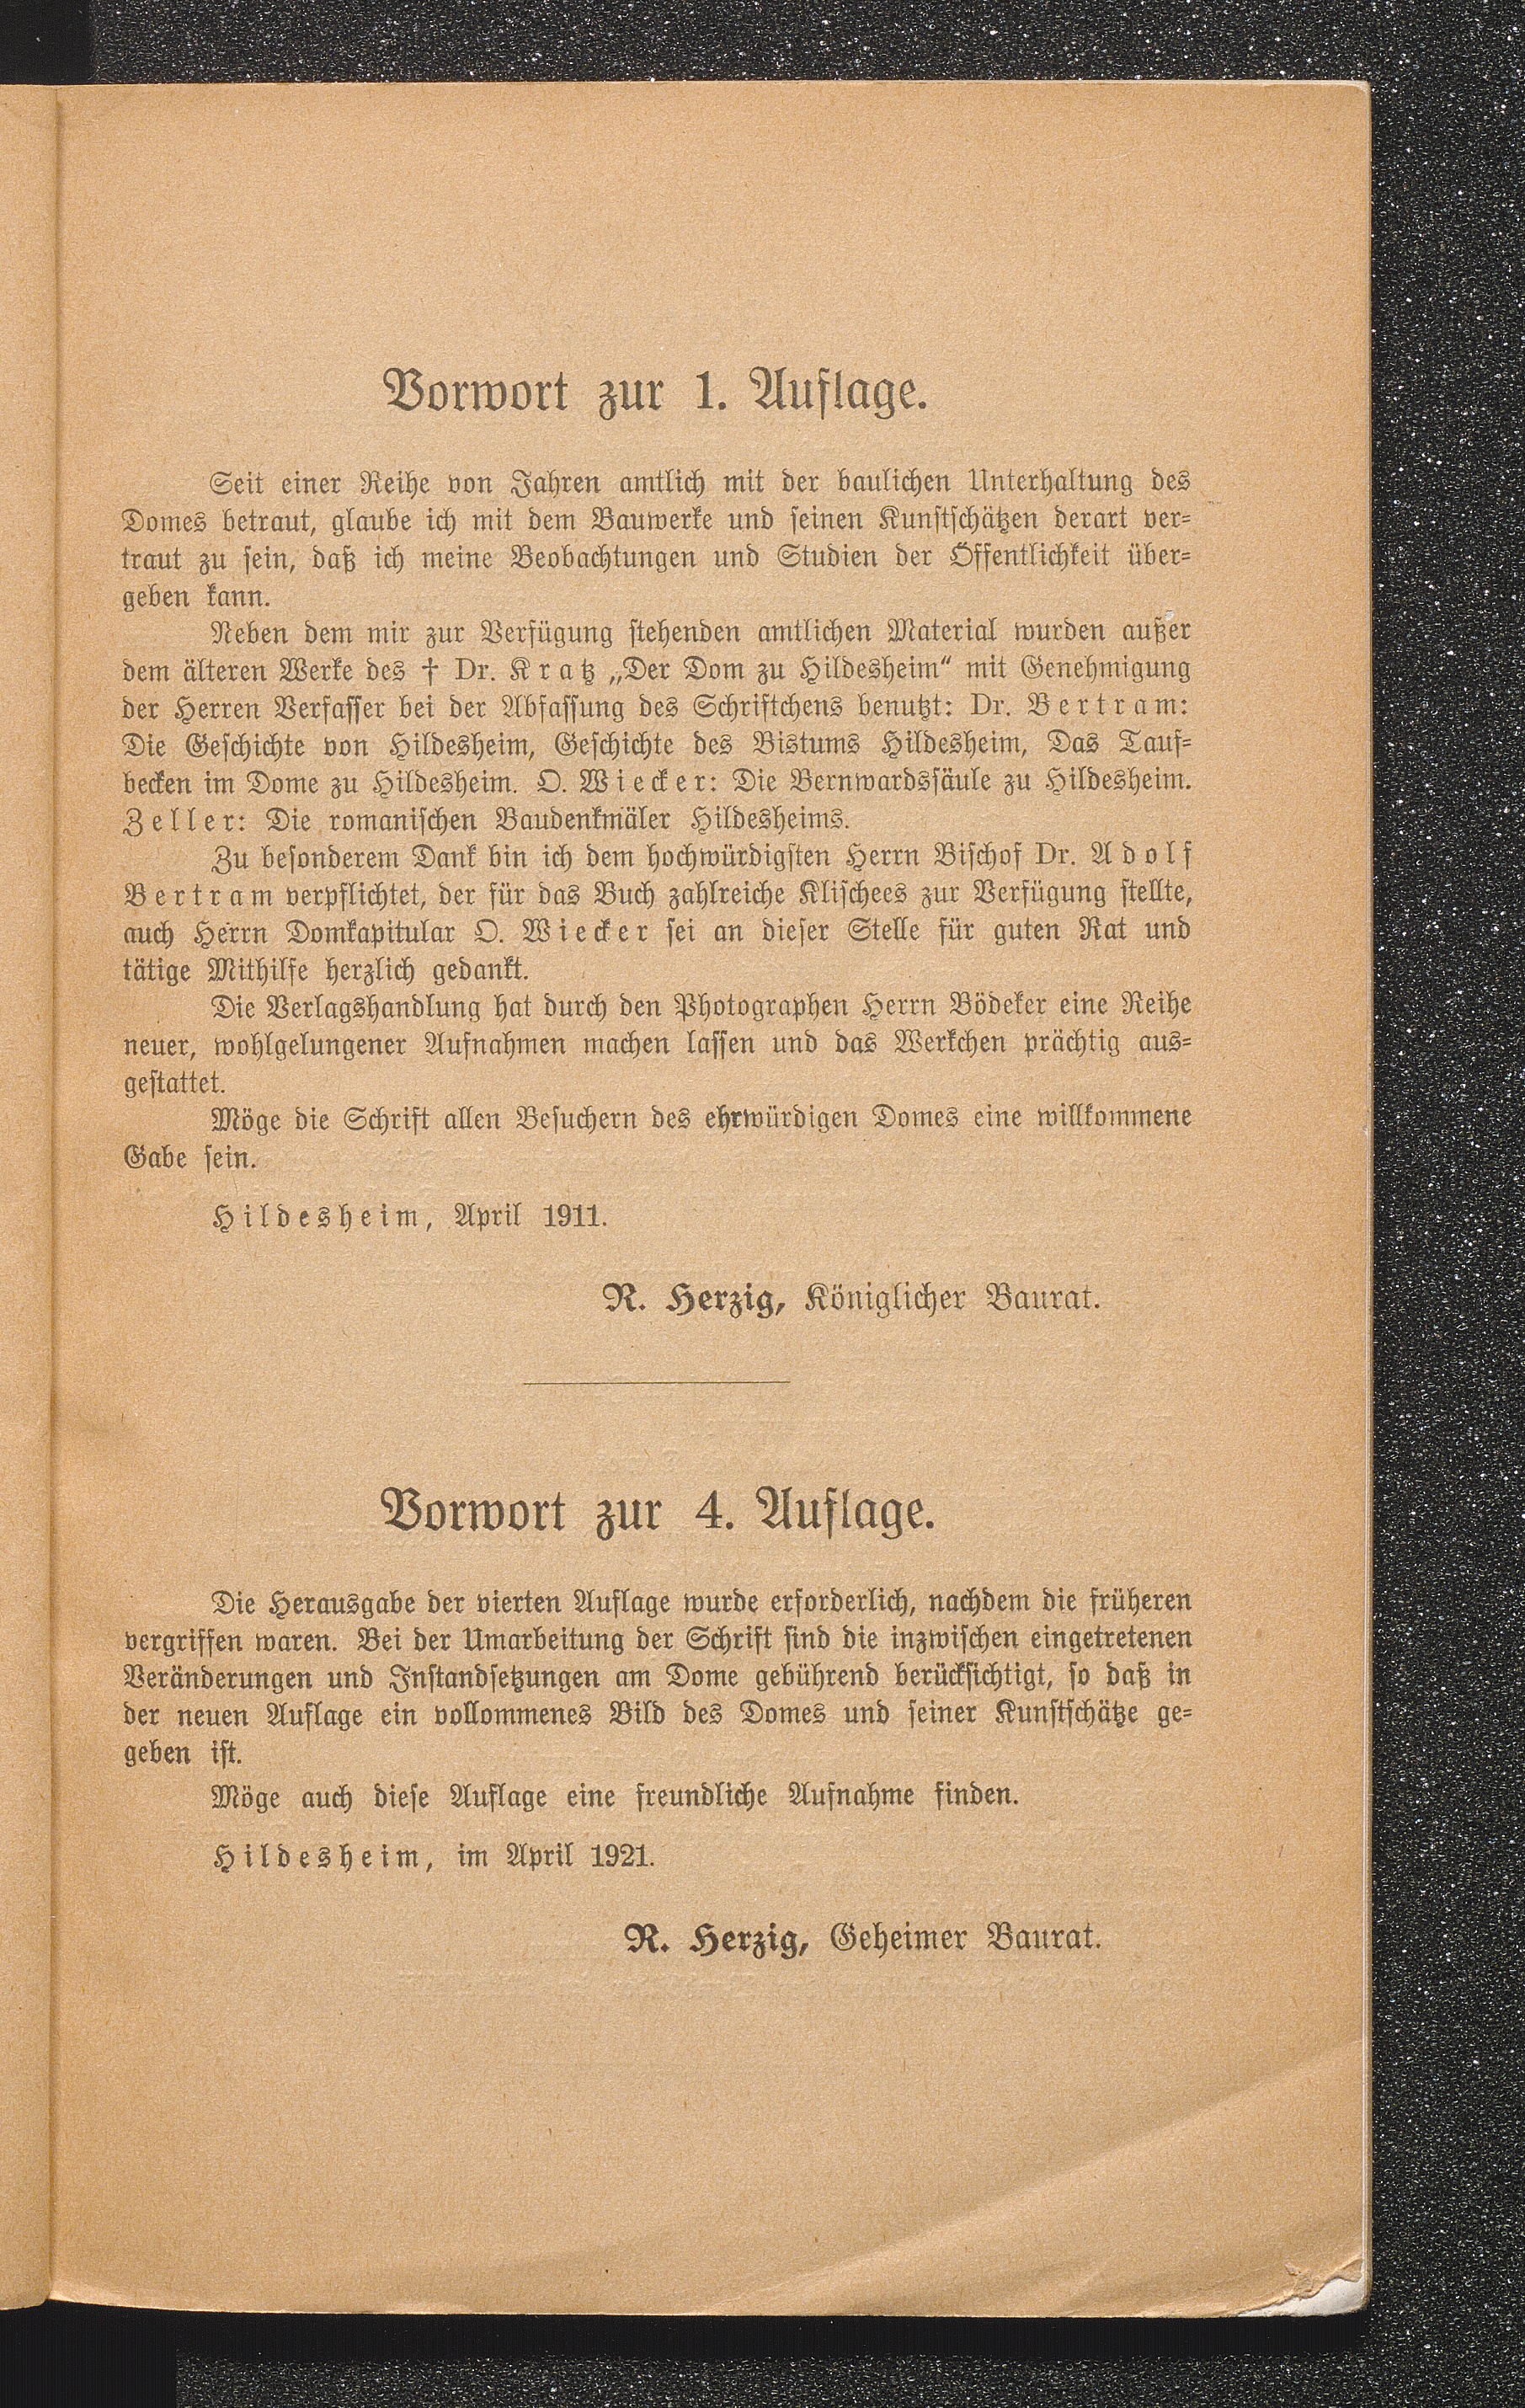 Vorwort zur 1. Auflage.
Seit einer Reihe von Jahren amtlich mit der baulichen Unterhaltung des
Domes betraut, glaube ich mit dem Bauwerke und seinen Kunstschätzen derart ver-
traut zu sein, daß ich meine Beobachtungen und Studien der Öffentlichkeit über-
geben kann.
Neben dem mir zur Verfügung stehenden amtlichen Material wurden außer
dem älteren Werke des † Dr. Kratz „Der Dom zu Hildesheim“ mit Genehmigung
der Herren Verfasser bei der Abfassung des Schriftchens benutzt: Dr. Bertram:
Die Geschichte von Hildesheim, Geschichte des Bistums Hildesheim, Das Tauf-
becken im Dome zu Hildesheim. O. Wiecker: Die Bernwardssäule zu Hildesheim.
Zeller: Die romanischen Baudenkmäler Hildesheims.
Zu besonderem Dank bin ich dem hochwürdigsten Herrn Bischof Dr. Adolf
Bertram verpflichtet, der für das Buch zahlreiche Klischees zur Verfügung stellte,
auch Herrn Domkapitular O. Wiecker sei an dieser Stelle für guten Rat und
tätige Mithilfe herzlich gedankt.
Die Verlagshandlung hat durch den Photographen Herrn Bödeker eine Reihe
neuer, wohlgelungener Aufnahmen machen lassen und das Werkchen prächtig aus-
gestattet.
Möge die Schrift allen Besuchern des ehrwürdigen Domes eine willkommene
Gabe sein.
Hildesheim, April 1911.
R. Herzig, Königlicher Baurat.
Vorwort zur 4. Auflage.
Die Herausgabe der vierten Auflage wurde erforderlich, nachdem die früheren
vergriffen waren. Bei der Umarbeitung der Schrift sind die inzwischen eingetretenen
Veränderungen und Instandsetzungen am Dome gebührend berücksichtigt, so daß in
der neuen Auflage ein vollommenes Bild des Domes und seiner Kunstschätze ge-
geben ist.
Möge auch diese Auflage eine freundliche Aufnahme finden.
Hildesheim, im April 1921.
R. Herzig, Geheimer Baurat.